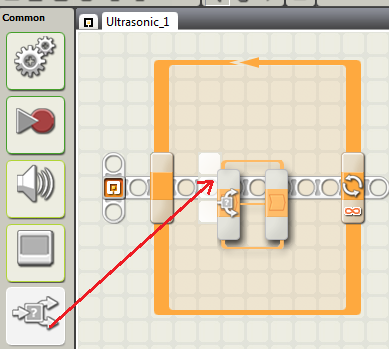 Common
Ultrasonic_1
?
?
∞